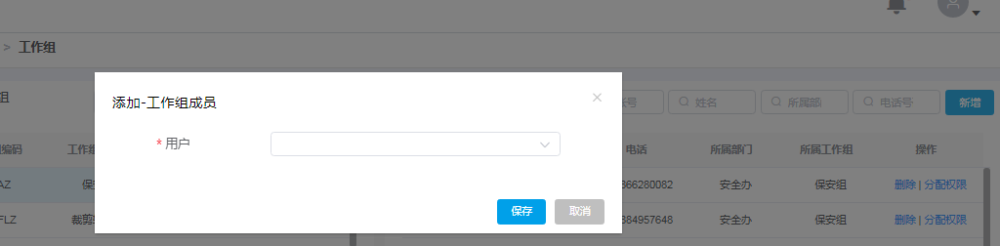 > 工作组
添加-工作组成员
组
账号 姓名 所属部 电话号 新增
* 用户
编码 工作组 电话 所属部门 所属工作组 操作
AZ 保安 366280082 安全办 保安组 删除 | 分配权限
保存 取消
FLZ 裁剪 384957648 安全办 保安组 删除 | 分配权限